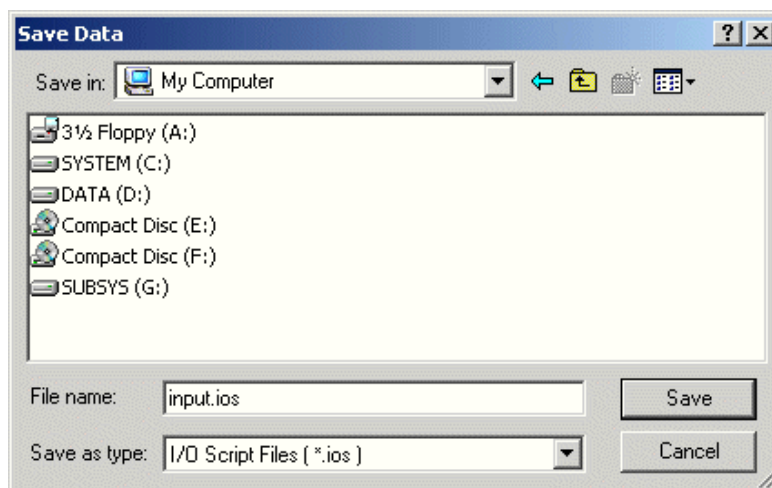 Save Data
Save in: My Computer
3½ Floppy (A:)
SYSTEM (C:)
DATA (D:)
Compact Disc (E:)
Compact Disc (F:)
SUBSYS (G:)
File name: input.ios Save
Save as type: I/O Script Files ( *.ios ) Cancel